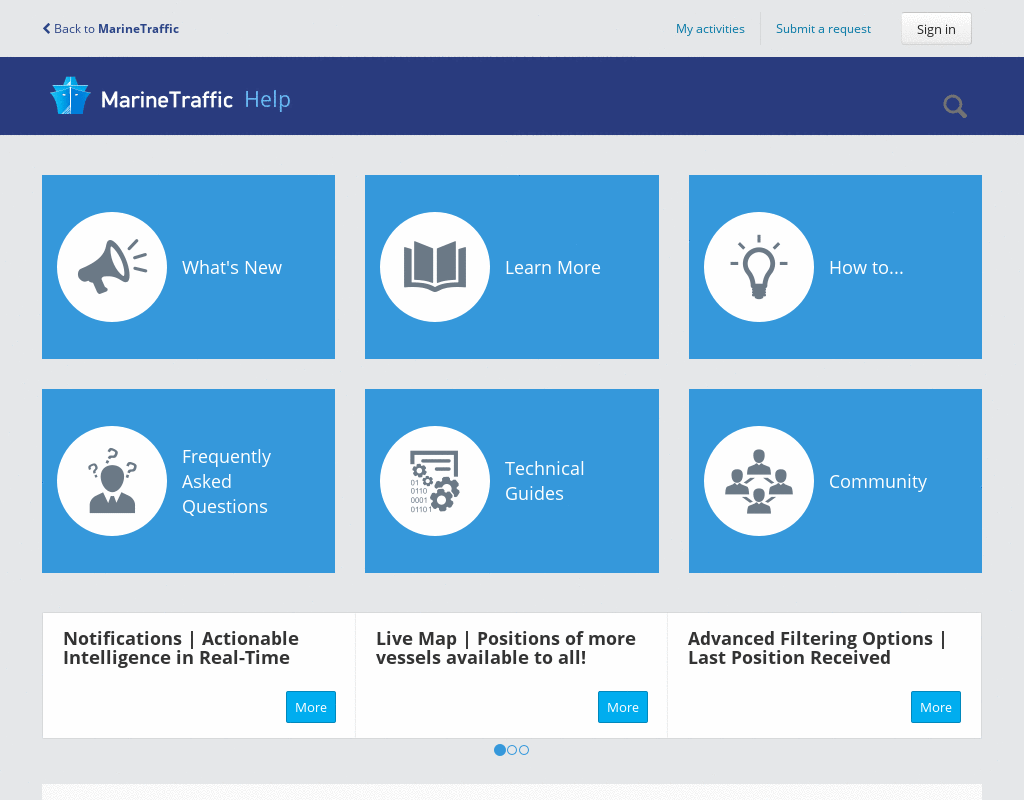 Back to MarineTraffic
My activities
Submit a request
Sign in
MarineTraffic Help
What's New
Learn More
How to...
Frequently
Asked
Questions
01
0110
0001
01101
Technical
Guides
Community
Notifications | Actionable
Intelligence in Real-Time
More
Live Map | Positions of more
vessels available to all!
More
Advanced Filtering Options |
Last Position Received
More